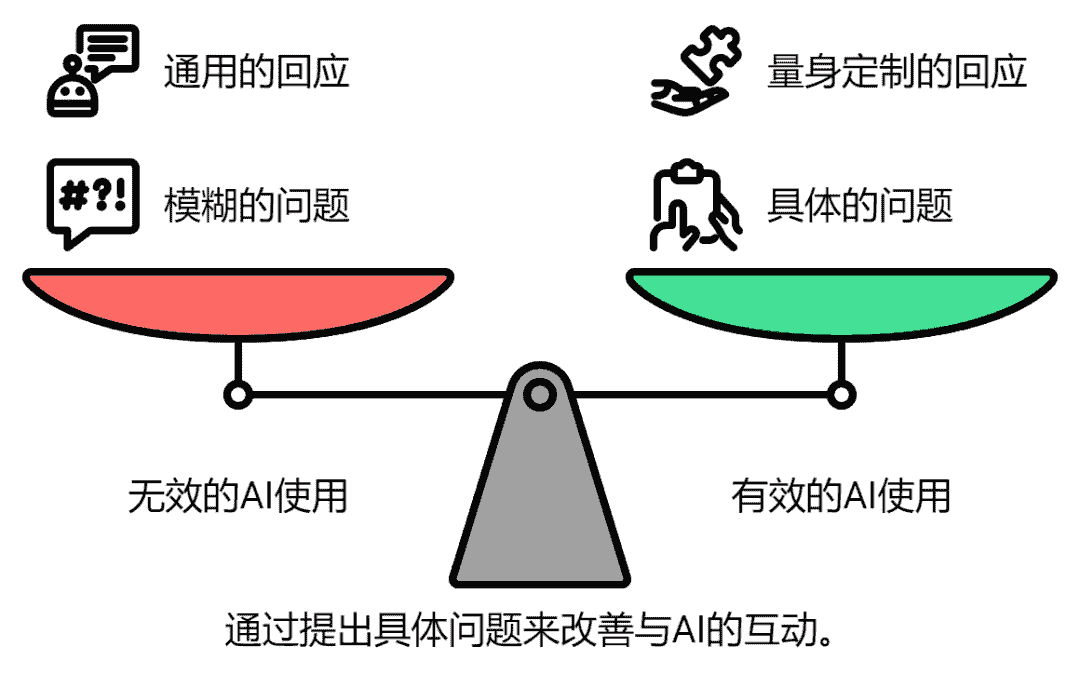 通用的回应
模糊的问题
量身定制的回应
具体的问题
#?!
无效的AI使用
有效的AI使用
通过提出具体问题来改善与AI的互动。